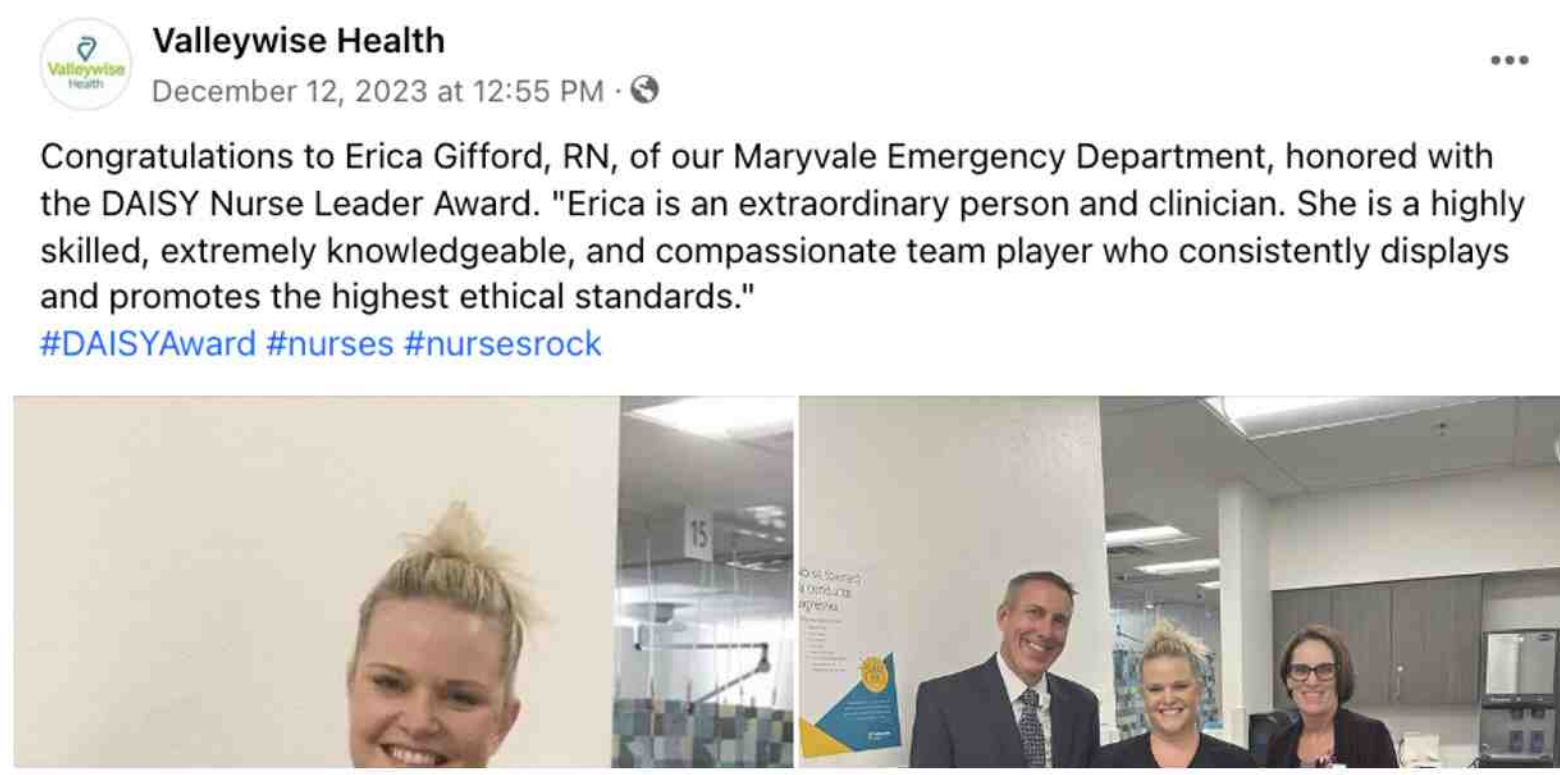 Valleywise
Health
Valleywise Health
December 12, 2023 at 12:55 PM ·
Congratulations to Erica Gifford, RN, of our Maryvale Emergency Department, honored with
the DAISY Nurse Leader Award. "Erica is an extraordinary person and clinician. She is a highly
skilled, extremely knowledgeable, and compassionate team player who consistently displays
and promotes the highest ethical standards."
#DAISYAward #nurses #nursesrock
15